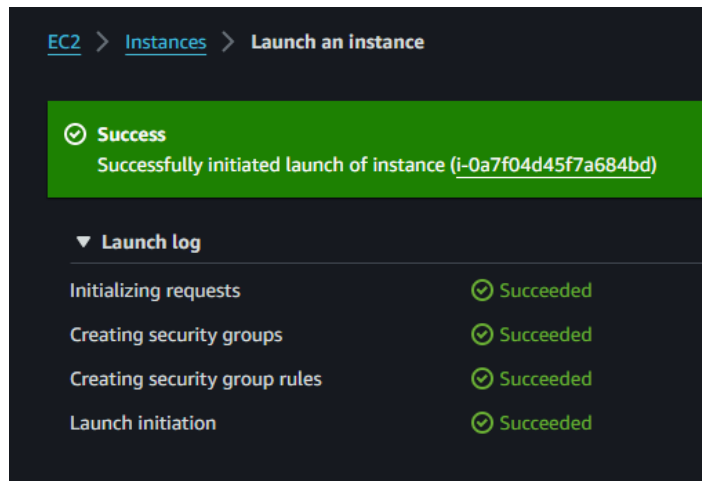 EC2 > Instances > Launch an instance
Success
Successfully initiated launch of instance (i-0a7f04d45f7a684bd)
Launch log
Initializing requests Succeeded
Creating security groups Succeeded
Creating security group rules Succeeded
Launch initiation Succeeded